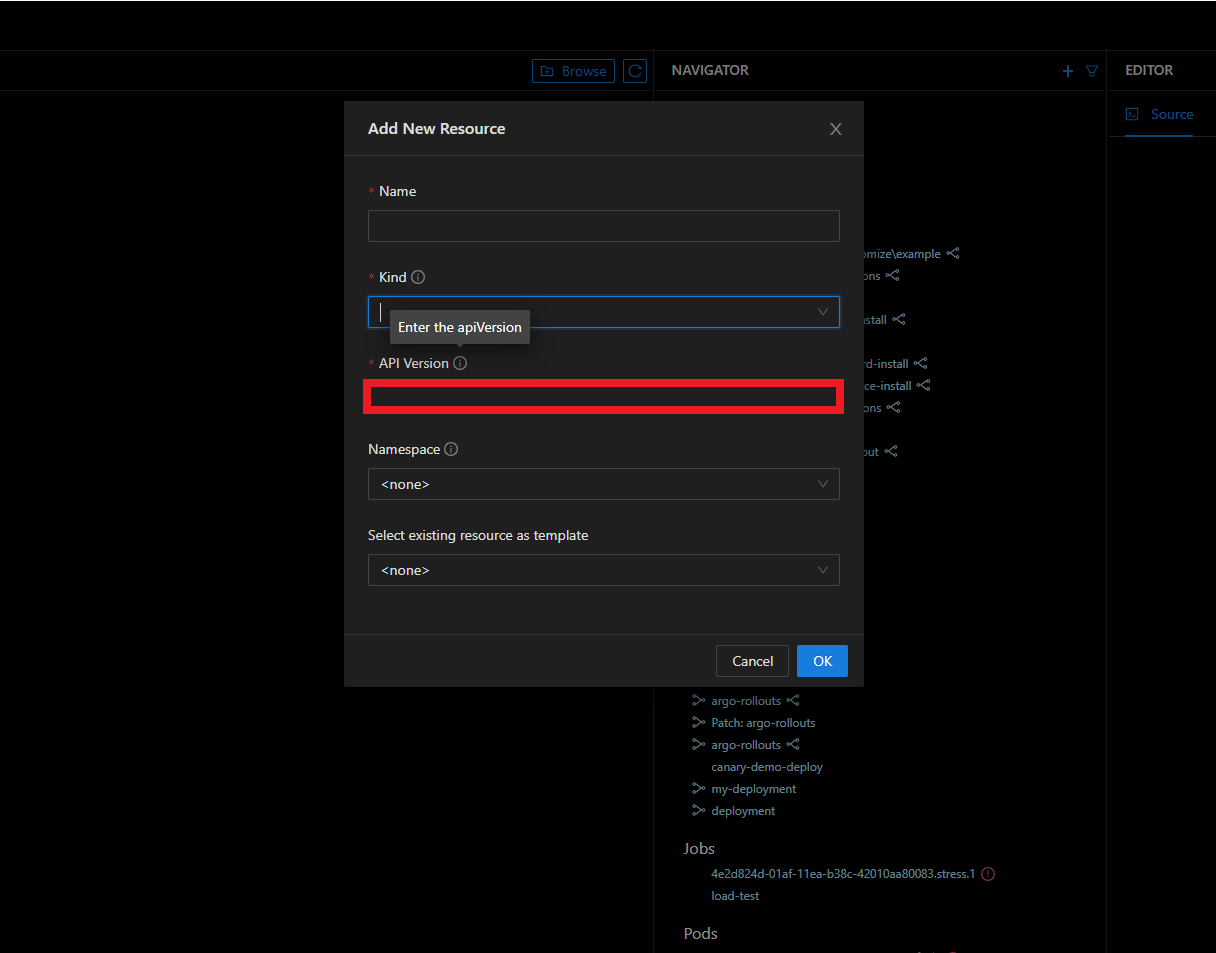 Browse
NAVIGATOR
EDITOR
Source
Add New Resource
* Name
* Kind
Enter the apiVersion
* API Version
Namespace
<none>
Select existing resource as template
<none>
Cancel
OK
omize\example
ons
stall
rd-install
ce-install
ons
out
argo-rollouts
Patch: argo-rollouts
argo-rollouts
canary-demo-deploy
my-deployment
deployment
Jobs
4e2d824d-01af-11ea-b38c-42010aa80083.stress.1
load-test
Pods